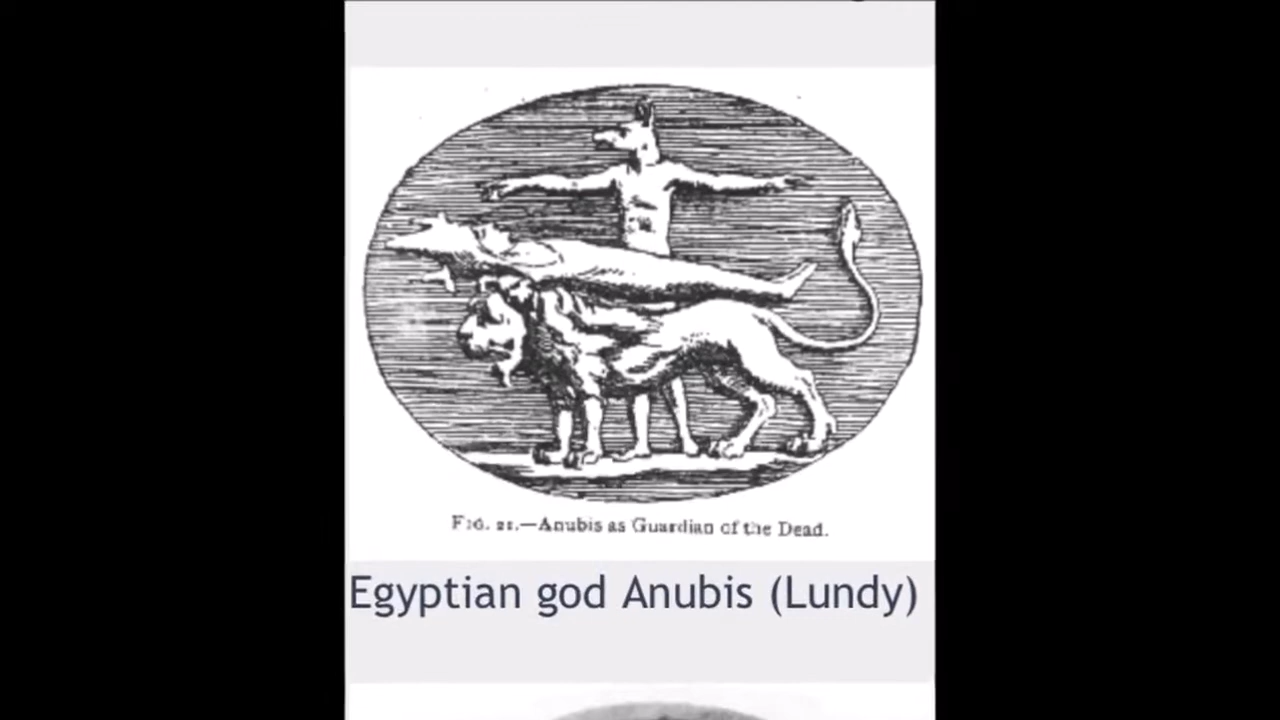 FIG. 21.—Anubis as Guardian of the Dead.
Egyptian god Anubis (Lundy)